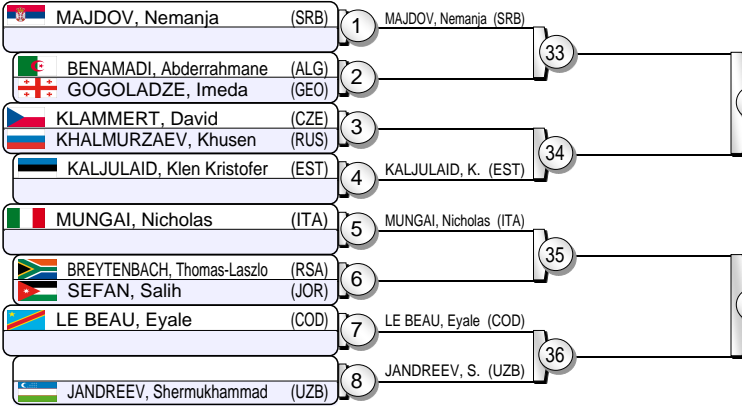 MAJDOV, Nemanja (SRB) 1 MAJDOV, Nemanja (SRB)
33
BENAMADI, Abderrahmane (ALG) 2
GOGOLADZE, Imeda (GEO)
KLAMMERT, David (CZE) 3
KHALMURZAEV, Khusen (RUS)
34
KALJULAID, Klen Kristofer (EST) 4 KALJULAID, K. (EST)
MUNGAI, Nicholas (ITA) 5 MUNGAI, Nicholas (ITA)
35
BREYTENBACH, Thomas-Laszlo (RSA) 6
SEFAN, Salih (JOR)
LE BEAU, Eyale (COD) 7 LE BEAU, Eyale (COD)
36
8 JANDREEV, S. (UZB)
JANDREEV, Shermukhammad (UZB)